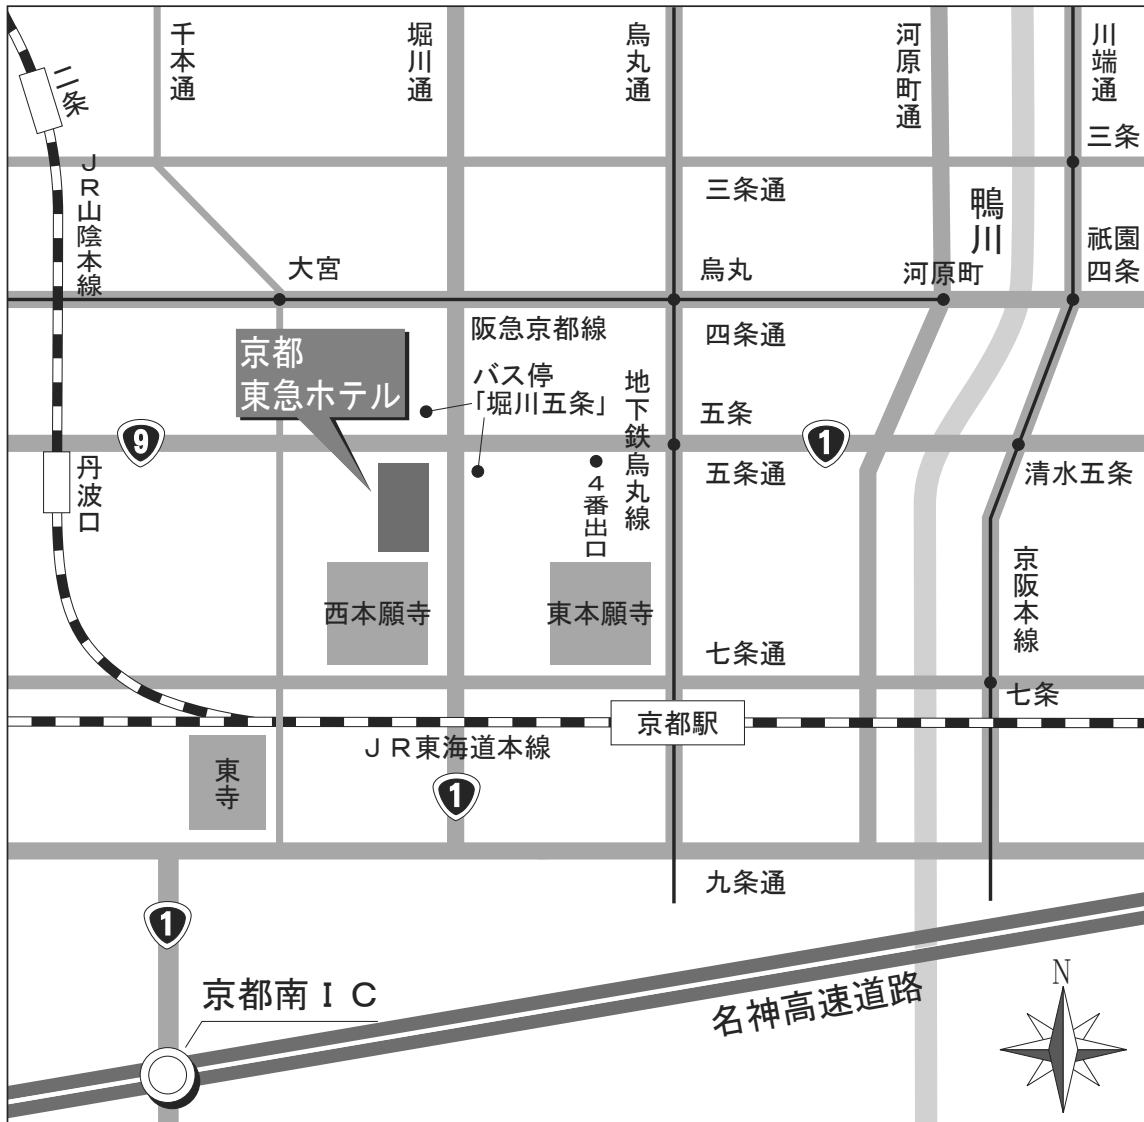 千本通
堀川通
烏丸通
河原町通
川端通
二条
三条
JR山陰本線
三条通
鴨川
祇園
四条
大宮
烏丸
河原町
阪急京都線
四条通
京都
東急ホテル
バス停
「堀川五条」
地下鉄烏丸線
五条
9
1
五条通
清水五条
丹波口
4番出口
京阪本線
西本願寺
東本願寺
七条通
七条
京都駅
JR東海道本線
東寺
1
九条通
1
京都南IC
名神高速道路
N